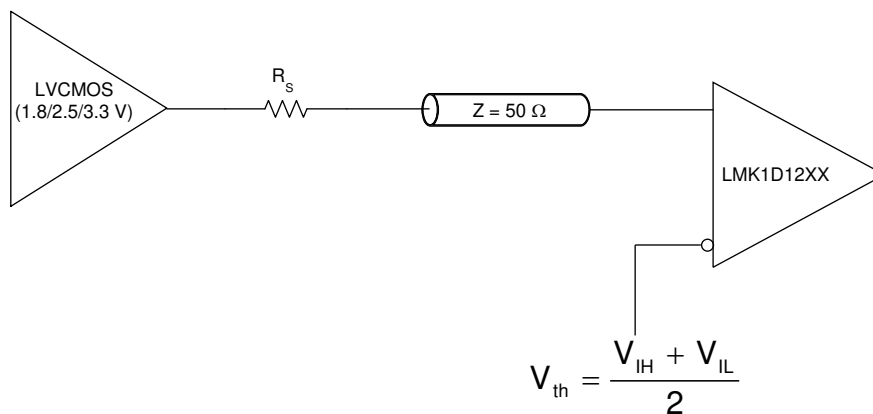 R_S
LVCMOS
(1.8/2.5/3.3 V)
Z = 50 Ω
LMK1D12XX
V_th = (V_IH + V_IL) / 2